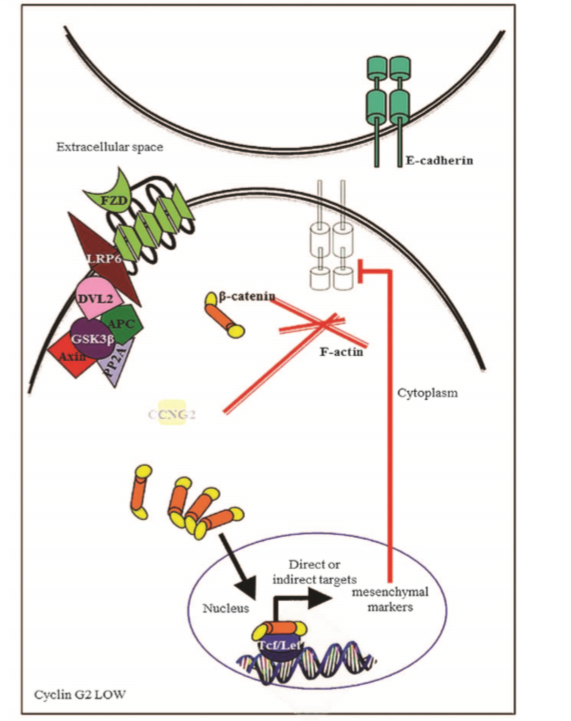 Extracellular space
E-cadherin
FZD
LRP6
DVL2
APC
GSK3β
Axin
PP2A
β-catenin
F-actin
Cytoplasm
CCNG2
Direct or
indirect targets
mesenchymal
markers
Nucleus
Tcf/Lef
Cyclin G2 LOW